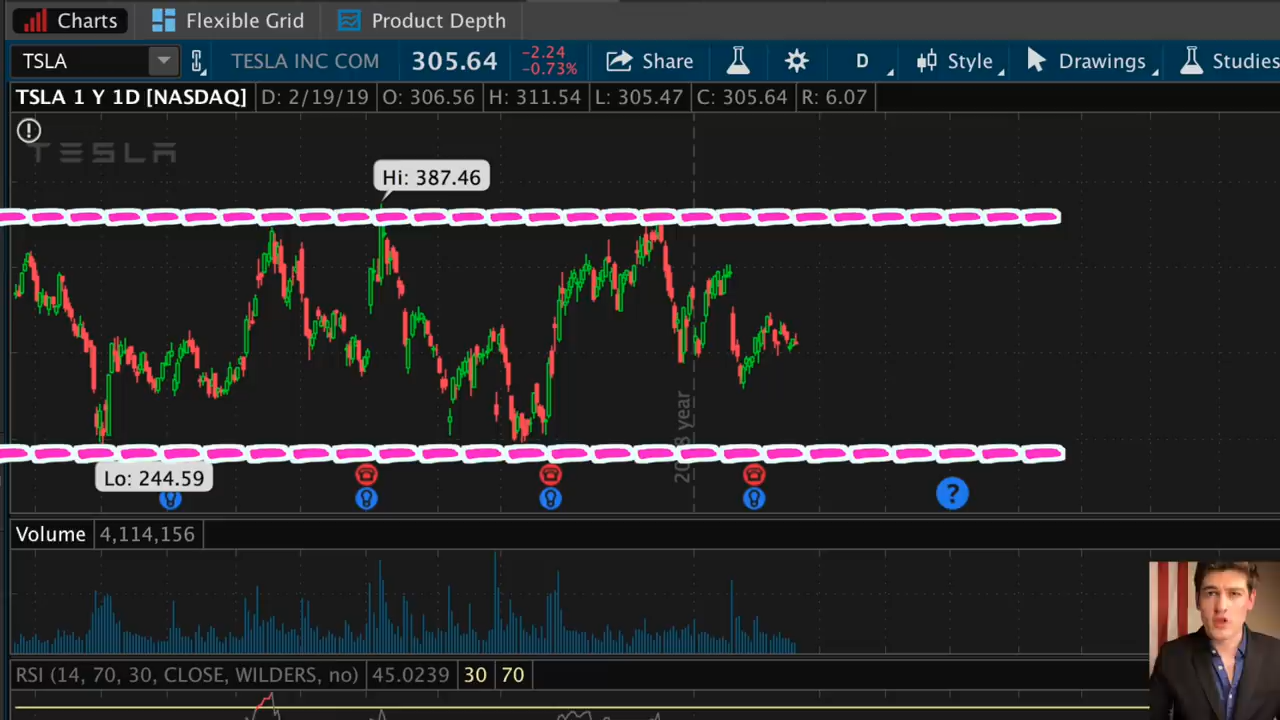 Charts Flexible Grid Product Depth
TSLA TESLA INC COM 305.64 -2.24 -0.73% Share D Style Drawings Studies
TSLA 1 Y 1D [NASDAQ] D: 2/19/19 O: 306.56 H: 311.54 L: 305.47 C: 305.64 R: 6.07
TESLA
Hi: 387.46
Lo: 244.59
year
?
Volume 4,114,156
RSI (14, 70, 30, CLOSE, WILDERS, no) 45.0239 30 70